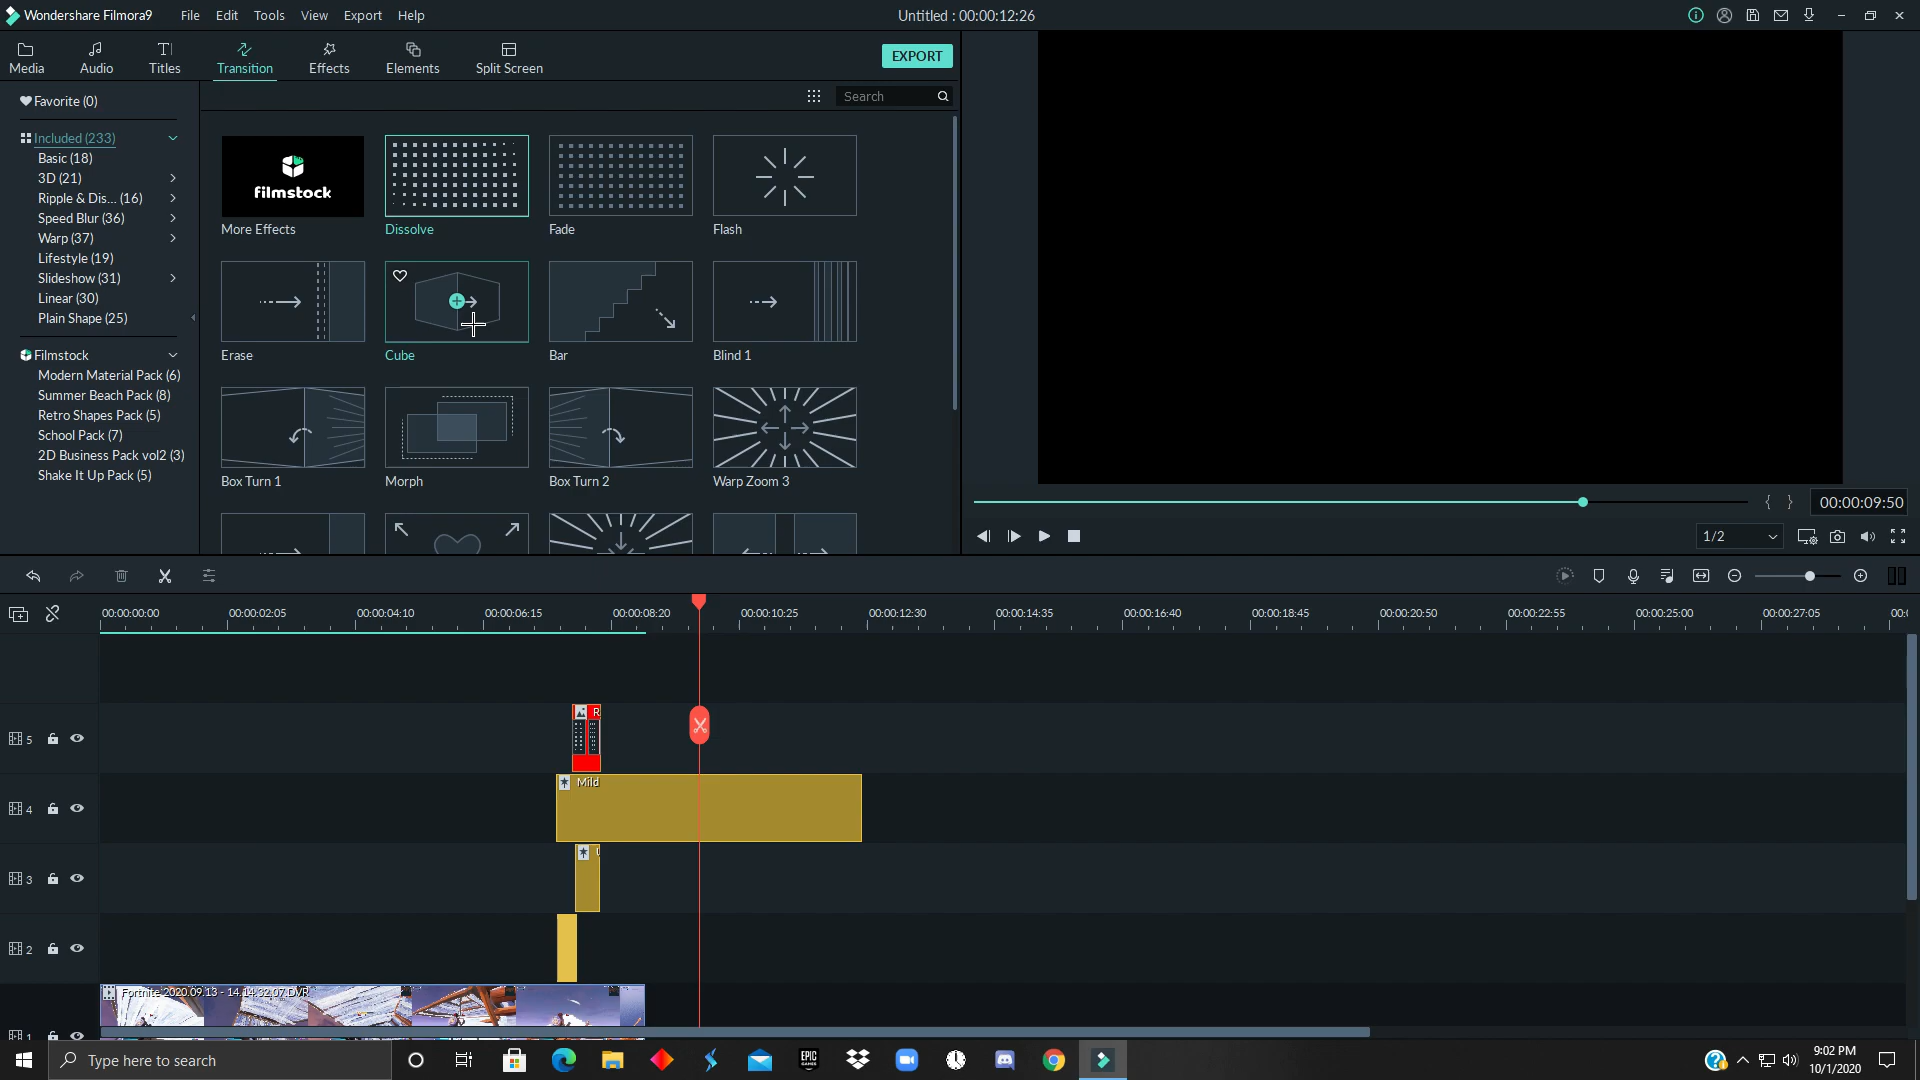 Wondershare Filmora9 File Edit Tools View Export Help Untitled : 00:00:12:26
Media Audio Titles Transition Effects Elements Split Screen EXPORT
Favorite (0)
Search
Included (233)
Basic (18)
3D (21)
Ripple & Dis... (16)
Speed Blur (36)
Warp (37)
Lifestyle (19)
Slideshow (31)
Linear (30)
Plain Shape (25)
Filmstock
Modern Material Pack (6)
Summer Beach Pack (8)
Retro Shapes Pack (5)
School Pack (7)
2D Business Pack vol2 (3)
Shake It Up Pack (5)
filmstock
More Effects Dissolve Fade Flash
Erase Cube Bar Blind 1
Box Turn 1 Morph Box Turn 2 Warp Zoom 3
{ } 00:00:09:50
1/2
00:00:00:00 00:00:02:05 00:00:04:10 00:00:06:15 00:00:08:20 00:00:10:25 00:00:12:30 00:00:14:35 00:00:16:40 00:00:18:45 00:00:20:50 00:00:22:55 00:00:25:00 00:00:27:05 00:0
R
5
Mild
4
3
2
Fortnite 2020.09.13 - 14.14.32.07.DVR
1
Type here to search
EPIC GAMES
9:02 PM
10/1/2020